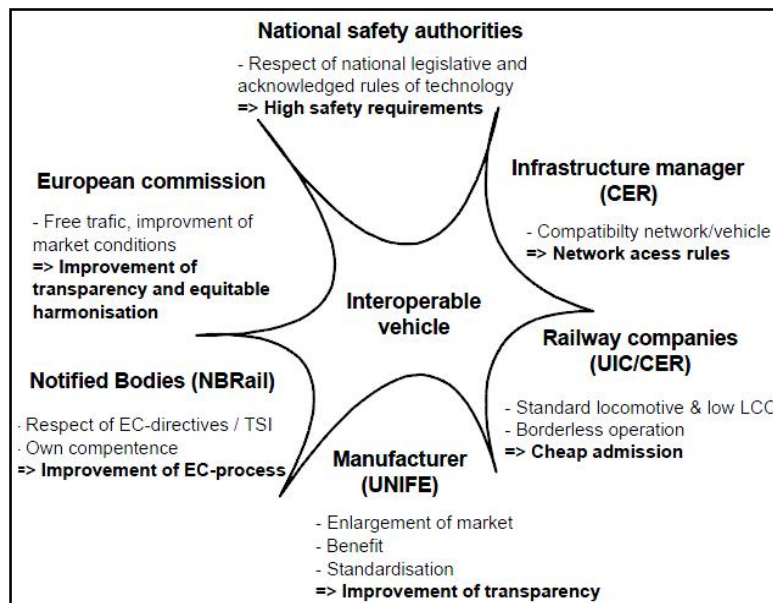 National safety authorities
- Respect of national legislative and
acknowledged rules of technology
=> High safety requirements
European commission
- Free trafic, improvment of
market conditions
=> Improvement of
transparency and equitable
harmonisation
Infrastructure manager
(CER)
- Compatibilty network/vehicle
=> Network acess rules
Interoperable
vehicle
Notified Bodies (NBRail)
- Respect of EC-directives / TSI
- Own compentence
=> Improvement of EC-process
Railway companies
(UIC/CER)
- Standard locomotive & low LCC
- Borderless operation
=> Cheap admission
Manufacturer
(UNIFE)
- Enlargement of market
- Benefit
- Standardisation
=> Improvement of transparency